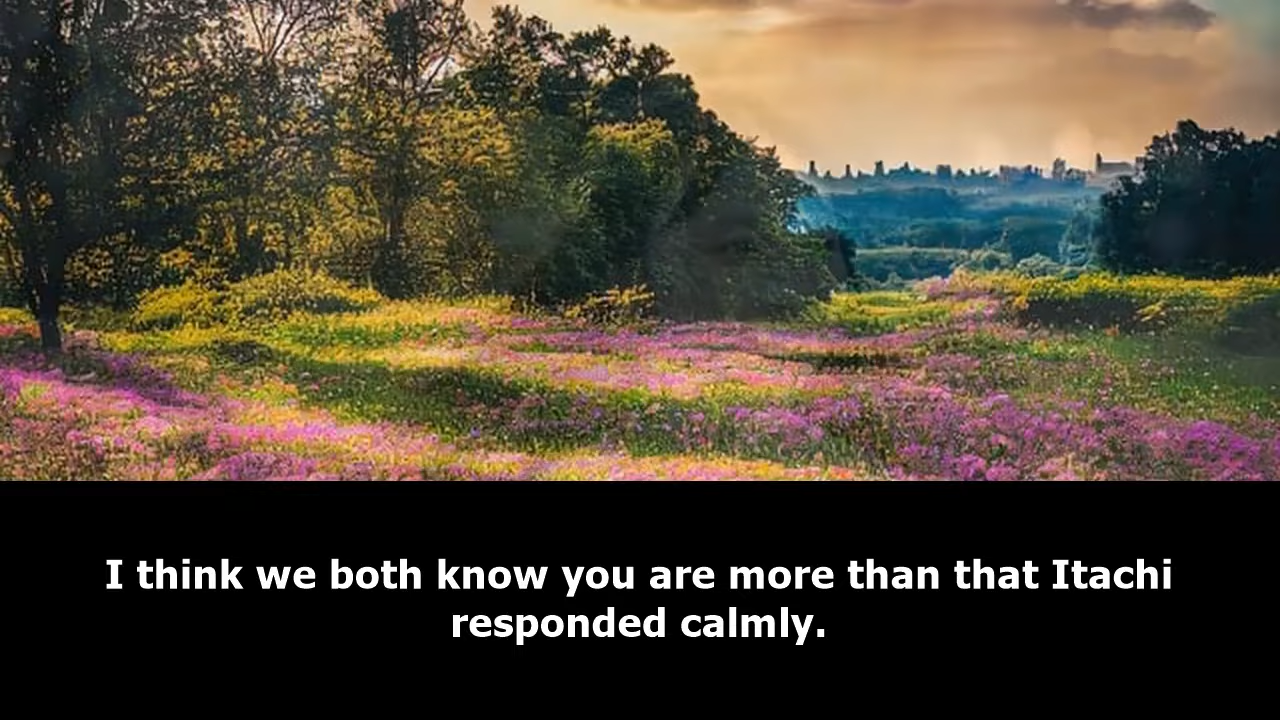 I think we both know you are more than that Itachi
responded calmly.